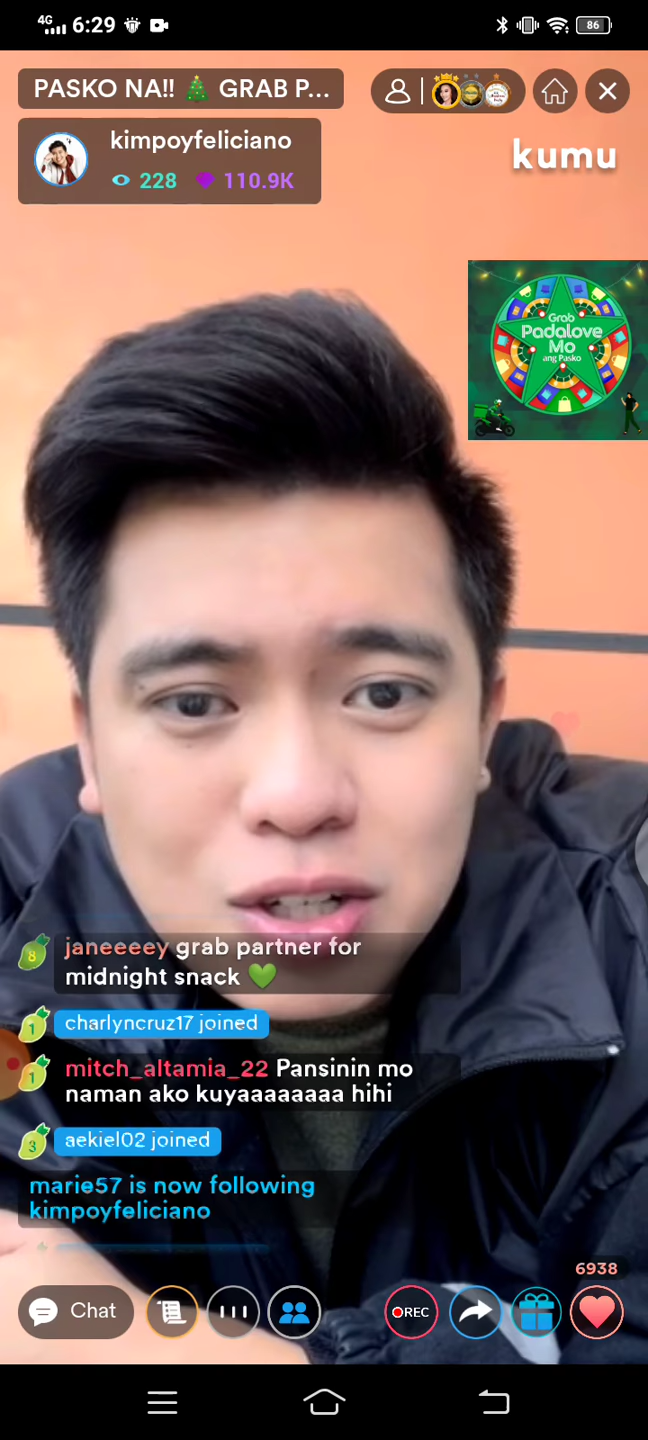 4G 6:29 86
PASKO NA!! 🎄 GRAB P...
kimpoyfeliciano
228 110.9K
kumu
Grab
Padalove
Mo
ang Pasko
8 janeeeey grab partner for
midnight snack 💚
1 charlyncruz17 joined
1 mitch_altamia_22 Pansinin mo
naman ako kuyaaaaaaaa hihi
3 aekiel02 joined
marie57 is now following
kimpoyfeliciano
6938
Chat
REC